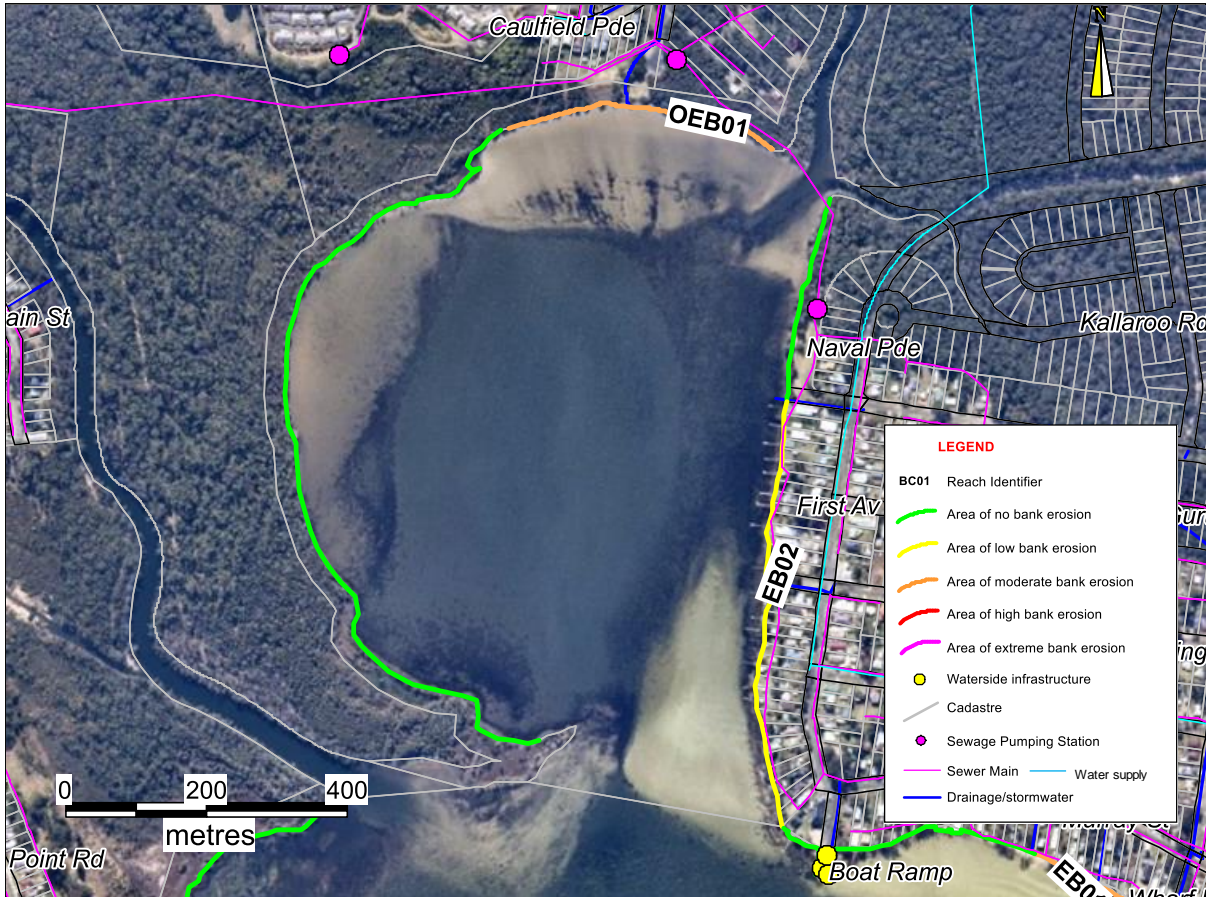 Caulfield Pde
N
OEB01
ain St
Kallaroo Rd
Naval Pde
LEGEND
BC01 Reach Identifier
First Av
Area of no bank erosion
Area of low bank erosion
EB02
Area of moderate bank erosion
Area of high bank erosion
Area of extreme bank erosion
ing
Waterside infrastructure
Cadastre
Sewage Pumping Station
Sewer Main Water supply
Drainage/stormwater
0 200 400
metres
Point Rd
Boat Ramp